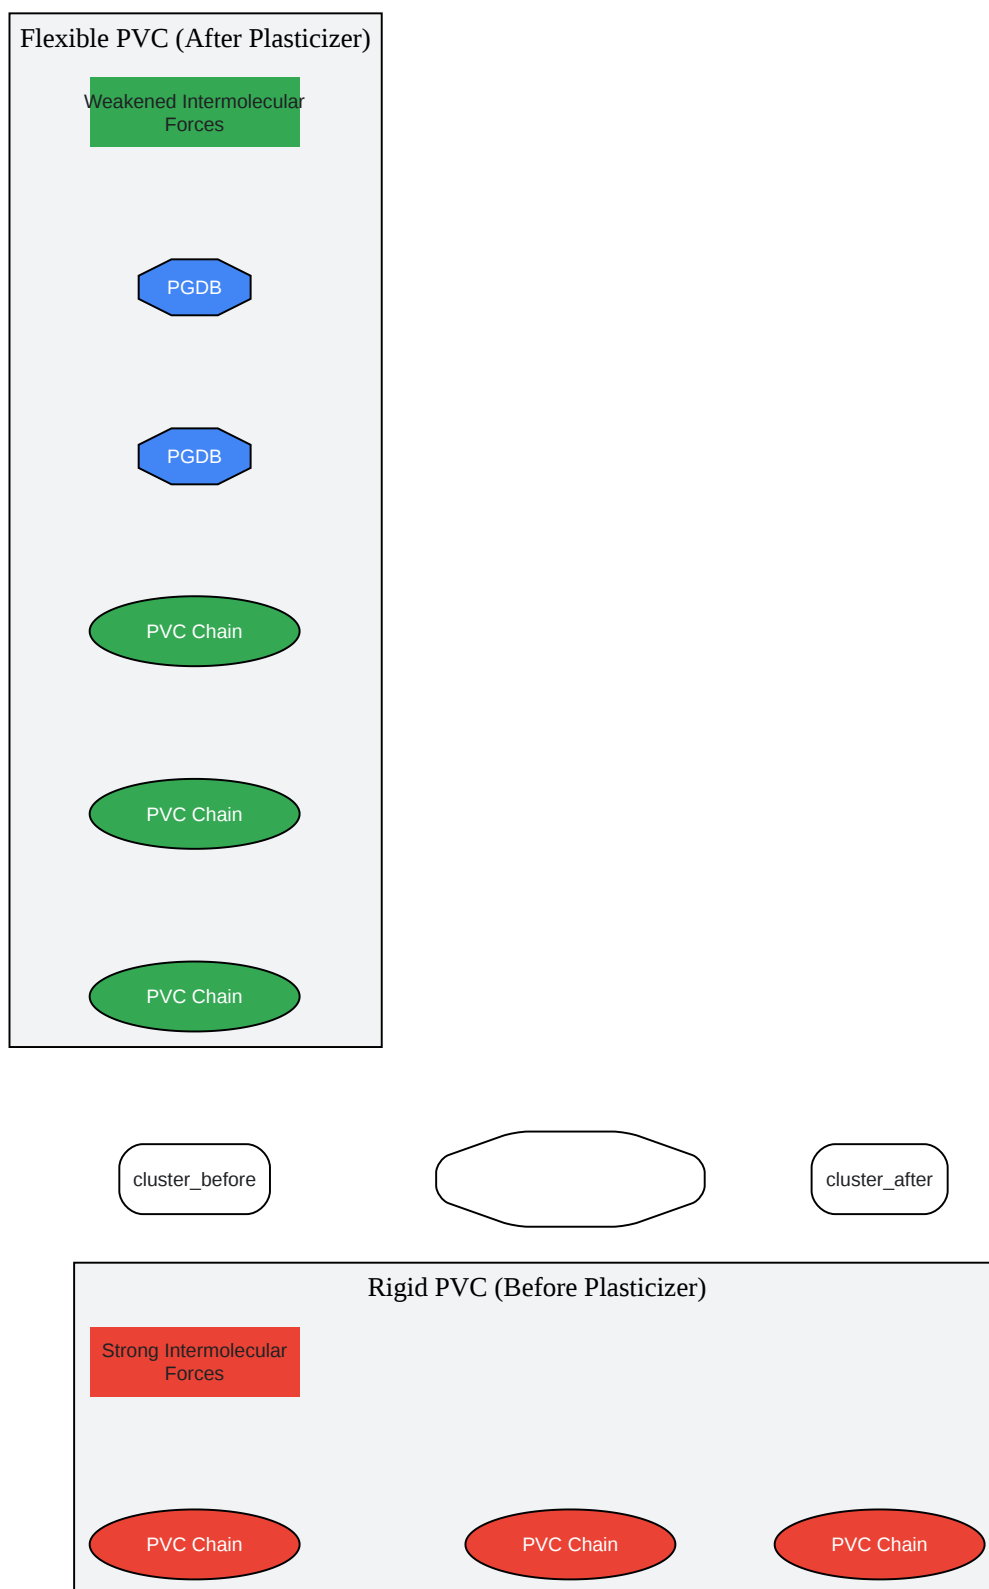 Flexible PVC (After Plasticizer)
Weakened Intermolecular
Forces
PGDB
PGDB
PVC Chain
PVC Chain
PVC Chain
cluster_before
cluster_after
Rigid PVC (Before Plasticizer)
Strong Intermolecular
Forces
PVC Chain
PVC Chain
PVC Chain